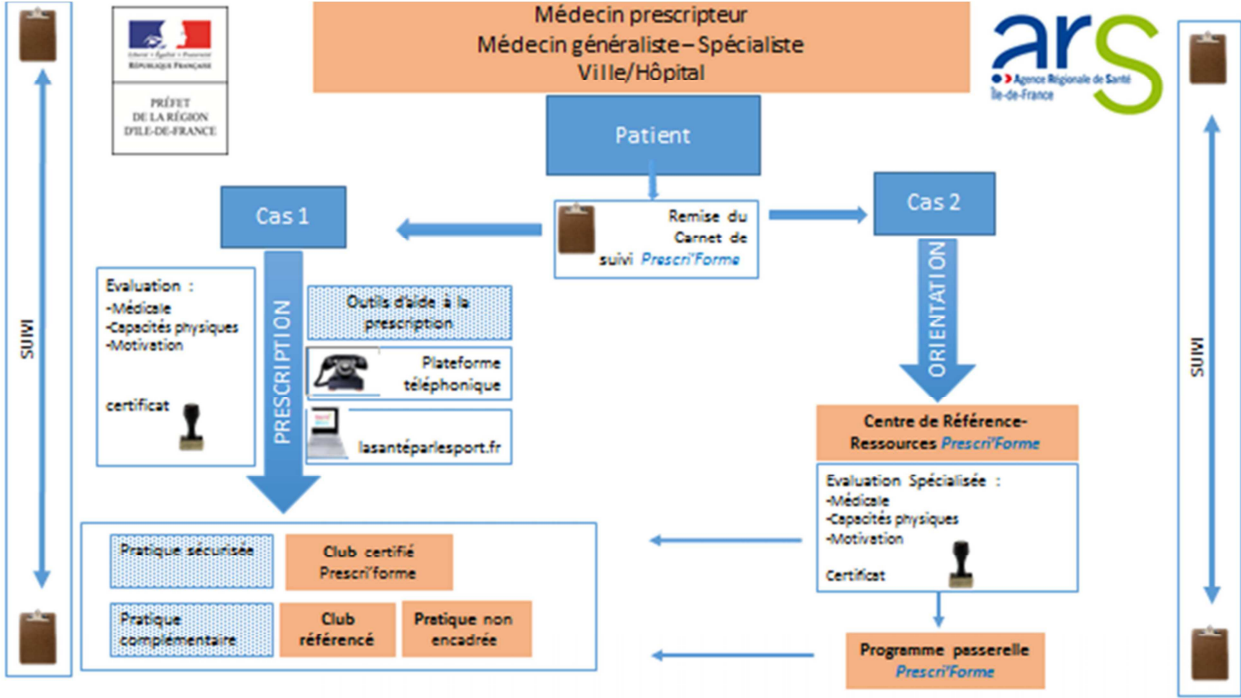 Médecin prescripteur
Médecin généraliste – Spécialiste
Ville/Hôpital
Liberté • Égalité • Fraternité
RÉPUBLIQUE FRANÇAISE
PRÉFET
DE LA RÉGION
D'ILE-DE-FRANCE
ars
Agence Régionale de Santé
Île-de-France
Patient
Remise du
Carnet de
suivi Prescri'Forme
Cas 1
Cas 2
SUIVI
Evaluation :
-Médicale
-Capacités physiques
-Motivation
certificat
PRESCRIPTION
Outils d'aide à la
prescription
Plateforme
téléphonique
lasantéparlesport.fr
ORIENTATION
Centre de Référence-
Ressources Prescri'Forme
Evaluation Spécialisée :
-Médicale
-Capacités physiques
-Motivation
Certificat
SUIVI
Pratique sécurisée
Club certifié
Prescri'forme
Pratique
complémentaire
Club
référencé
Pratique non
encadrée
Programme passerelle
Prescri'Forme